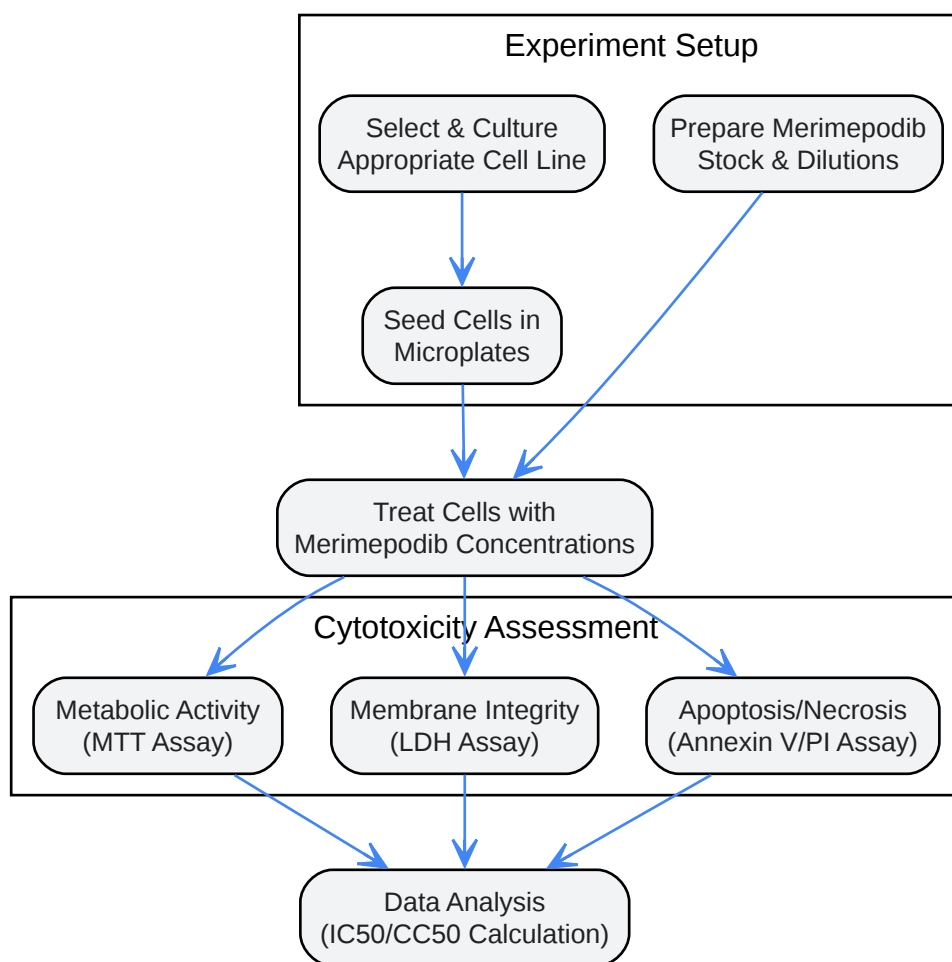 Experiment Setup
Select & Culture
Appropriate Cell Line
Prepare Merimepodib
Stock & Dilutions
Seed Cells in
Microplates
Treat Cells with
Merimepodib Concentrations
Cytotoxicity Assessment
Metabolic Activity
(MTT Assay)
Membrane Integrity
(LDH Assay)
Apoptosis/Necrosis
(Annexin V/PI Assay)
Data Analysis
(IC50/CC50 Calculation)